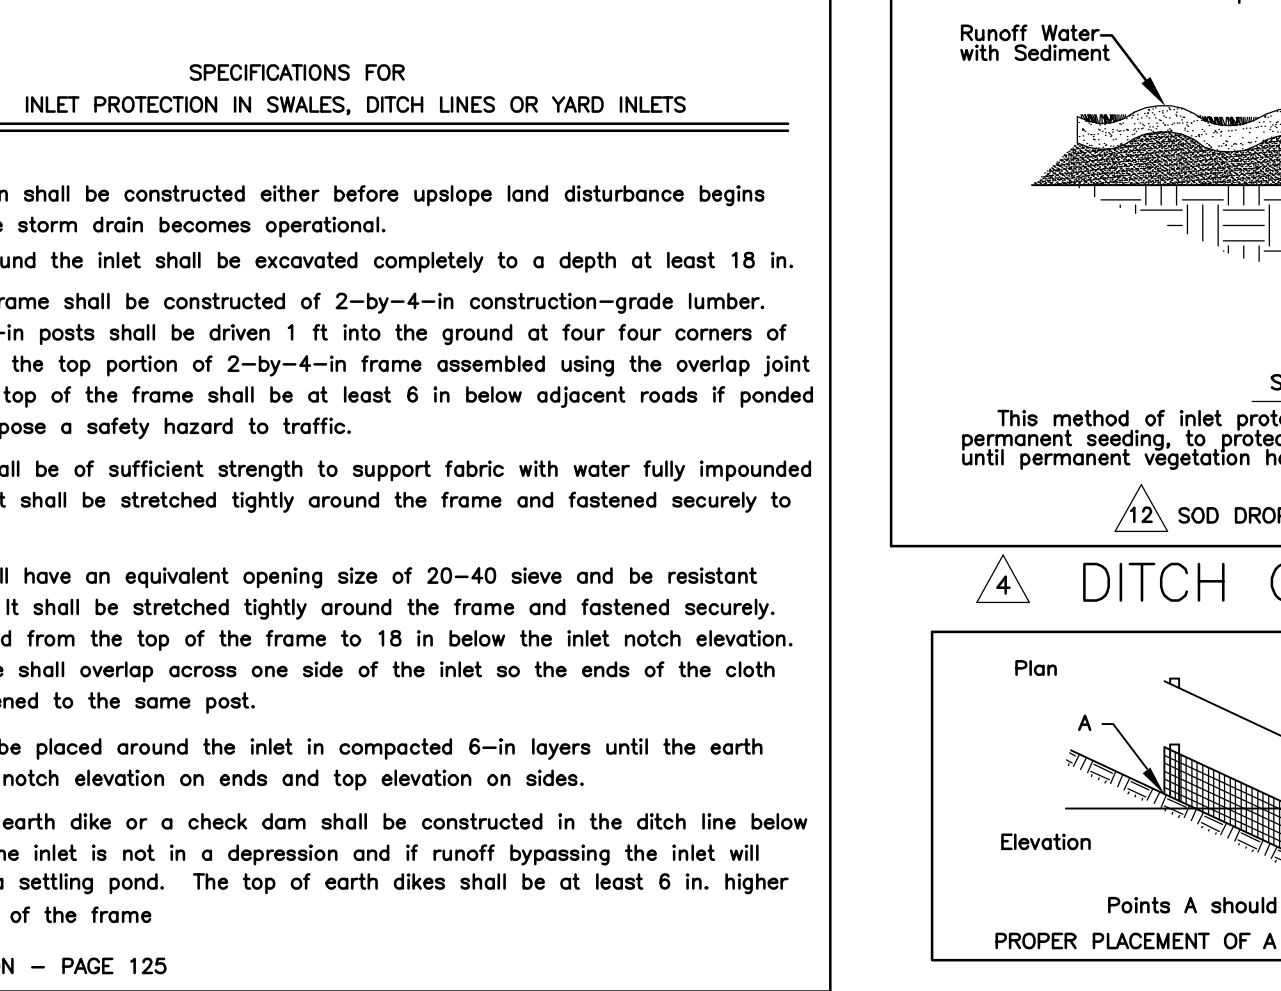 SPECIFICATIONS FOR
INLET PROTECTION IN SWALES, DITCH LINES OR YARD INLETS
shall be constructed either before upslope land disturbance begins
storm drain becomes operational.
the inlet shall be excavated completely to a depth at least 18 in.
shall be constructed of 2-by-4-in construction-grade lumber.
-in posts shall be driven 1 ft into the ground at four four corners of
the top portion of 2-by-4-in frame assembled using the overlap joint
top of the frame shall be at least 6 in below adjacent roads if ponded
pose a safety hazard to traffic.
be of sufficient strength to support fabric with water fully impounded
shall be stretched tightly around the frame and fastened securely to
have an equivalent opening size of 20-40 sieve and be resistant
It shall be stretched tightly around the frame and fastened securely.
from the top of the frame to 18 in below the inlet notch elevation.
shall overlap across one side of the inlet so the ends of the cloth
to the same post.
be placed around the inlet in compacted 6-in layers until the earth
notch elevation on ends and top elevation on sides.
earth dike or a check dam shall be constructed in the ditch line below
inlet is not in a depression and if runoff bypassing the inlet will
settling pond. The top of earth dikes shall be at least 6 in. higher
of the frame
- PAGE 125
Runoff Water
with Sediment
This method of inlet
permanent seeding, to
until permanent vegetation
12 SOD
4 DITCH
Plan
A
Elevation
Points A should
PROPER PLACEMENT OF A